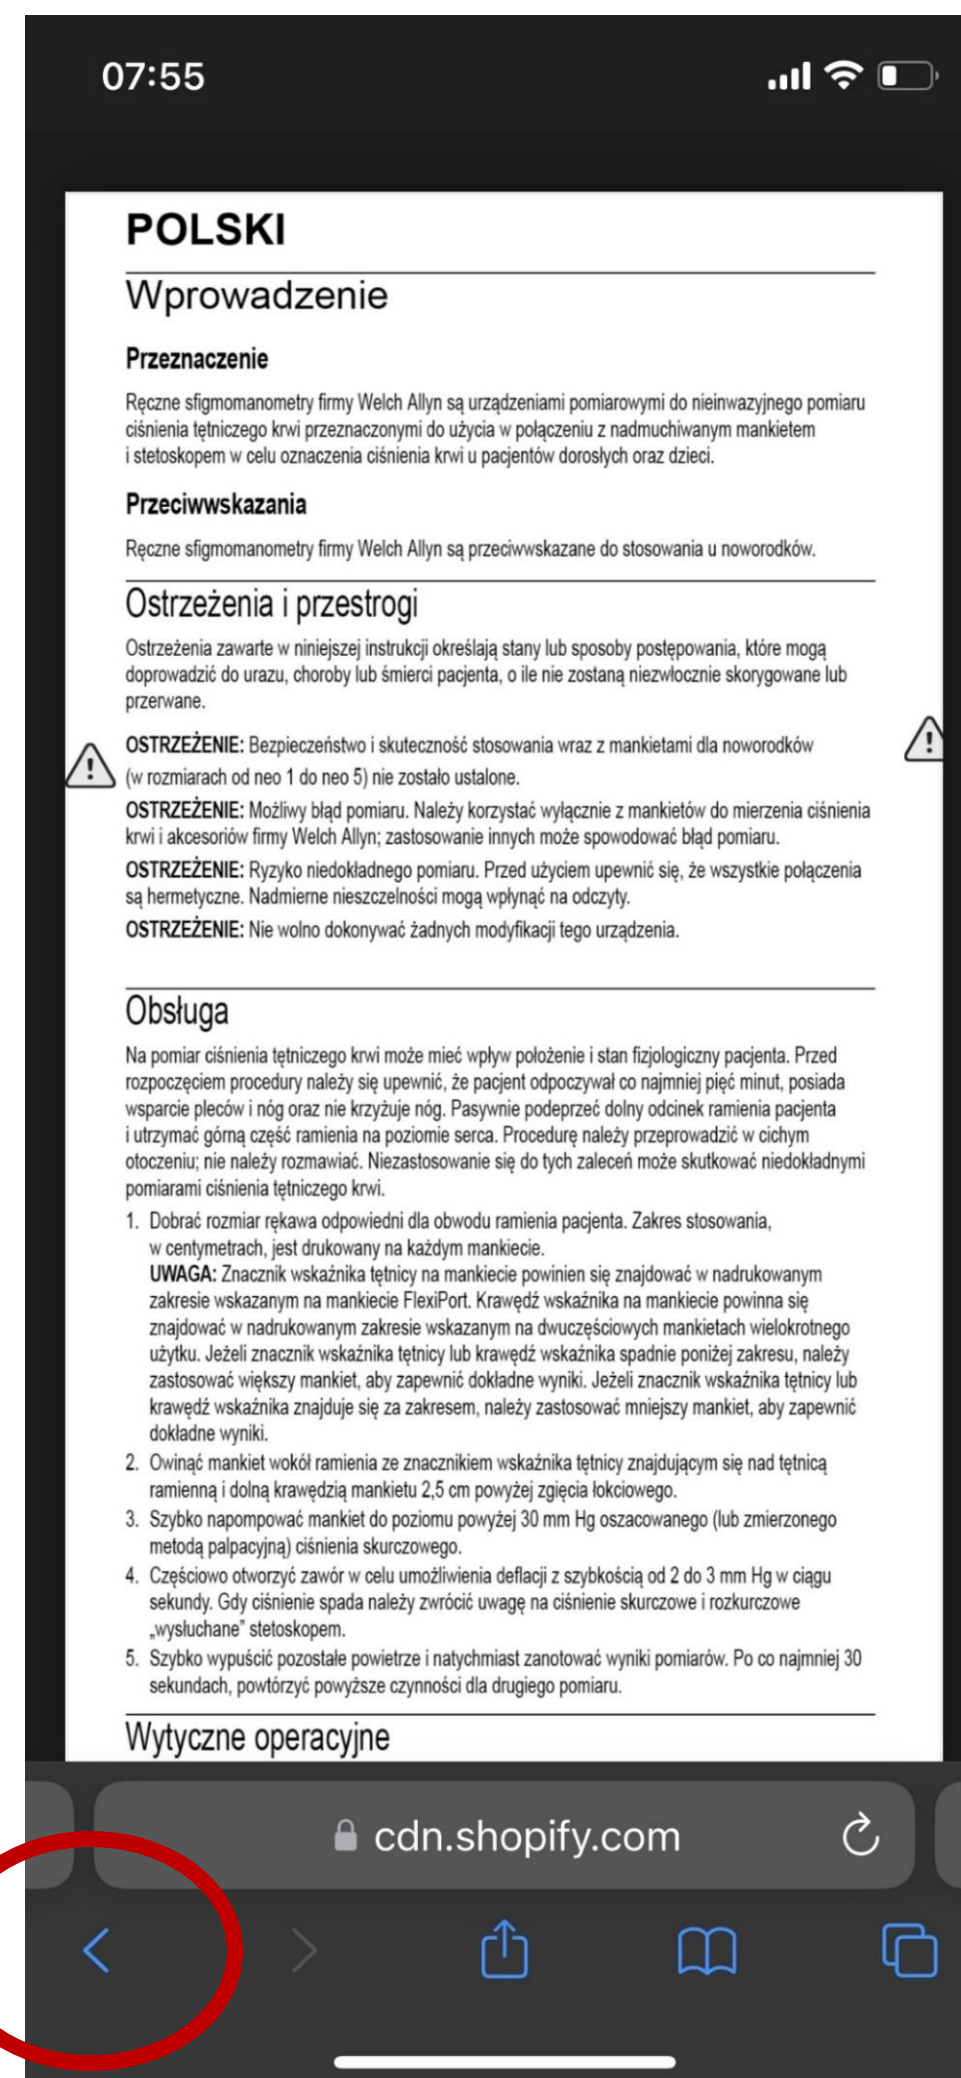 07:55
POLSKI
Wprowadzenie
Przeznaczenie
Ręczne sfigmomanometry firmy Welch Allyn są urządzeniami pomiarowymi do nieinwazyjnego pomiaru
ciśnienia tętniczego krwi przeznaczonymi do użycia w połączeniu z nadmuchiwanym mankietem
i stetoskopem w celu oznaczenia ciśnienia krwi u pacjentów dorosłych oraz dzieci.
Przeciwwskazania
Ręczne sfigmomanometry firmy Welch Allyn są przeciwwskazane do stosowania u noworodków.
Ostrzeżenia i przestrogi
Ostrzeżenia zawarte w niniejszej instrukcji określają stany lub sposoby postępowania, które mogą
doprowadzić do urazu, choroby lub śmierci pacjenta, o ile nie zostaną niezwłocznie skorygowane lub
przerwane.
OSTRZEŻENIE: Bezpieczeństwo i skuteczność stosowania wraz z mankietami dla noworodków
(w rozmiarach od neo 1 do neo 5) nie zostało ustalone.
OSTRZEŻENIE: Możliwy błąd pomiaru. Należy korzystać wyłącznie z mankietów do mierzenia ciśnienia
krwi i akcesoriów firmy Welch Allyn; zastosowanie innych może spowodować błąd pomiaru.
OSTRZEŻENIE: Ryzyko niedokładnego pomiaru. Przed użyciem upewnić się, że wszystkie połączenia
są hermetyczne. Nadmierne nieszczelności mogą wpłynąć na odczyty.
OSTRZEŻENIE: Nie wolno dokonywać żadnych modyfikacji tego urządzenia.
Obsługa
Na pomiar ciśnienia tętniczego krwi może mieć wpływ położenie i stan fizjologiczny pacjenta. Przed
rozpoczęciem procedury należy się upewnić, że pacjent odpoczywał co najmniej pięć minut, posiada
wsparcie pleców i nóg oraz nie krzyżuje nóg. Pasywnie podeprzeć dolny odcinek ramienia pacjenta
i utrzymać górną część ramienia na poziomie serca. Procedurę należy przeprowadzić w cichym
otoczeniu; nie należy rozmawiać. Niezastosowanie się do tych zaleceń może skutkować niedokładnymi
pomiarami ciśnienia tętniczego krwi.
1. Dobrać rozmiar rękawa odpowiedni dla obwodu ramienia pacjenta. Zakres stosowania,
w centymetrach, jest drukowany na każdym mankiecie.
UWAGA: Znacznik wskaźnika tętnicy na mankiecie powinien się znajdować w nadrukowanym
zakresie wskazanym na mankiecie FlexiPort. Krawędź wskaźnika na mankiecie powinna się
znajdować w nadrukowanym zakresie wskazanym na dwuczęściowych mankietach wielokrotnego
użytku. Jeżeli znacznik wskaźnika tętnicy lub krawędź wskaźnika spadnie poniżej zakresu, należy
zastosować większy mankiet, aby zapewnić dokładne wyniki. Jeżeli znacznik wskaźnika tętnicy lub
krawędź wskaźnika znajduje się za zakresem, należy zastosować mniejszy mankiet, aby zapewnić
dokładne wyniki.
2. Owinąć mankiet wokół ramienia ze znacznikiem wskaźnika tętnicy znajdującym się nad tętnicą
ramienną i dolną krawędzią mankietu 2,5 cm powyżej zgięcia łokciowego.
3. Szybko napompować mankiet do poziomu powyżej 30 mm Hg oszacowanego (lub zmierzonego
metodą palpacyjną) ciśnienia skurczowego.
4. Częściowo otworzyć zawór w celu umożliwienia deflacji z szybkością od 2 do 3 mm Hg w ciągu
sekundy. Gdy ciśnienie spada należy zwrócić uwagę na ciśnienie skurczowe i rozkurczowe
„wysłuchane” stetoskopem.
5. Szybko wypuścić pozostałe powietrze i natychmiast zanotować wyniki pomiarów. Po co najmniej 30
sekundach, powtórzyć powyższe czynności dla drugiego pomiaru.
Wytyczne operacyjne
cdn.shopify.com